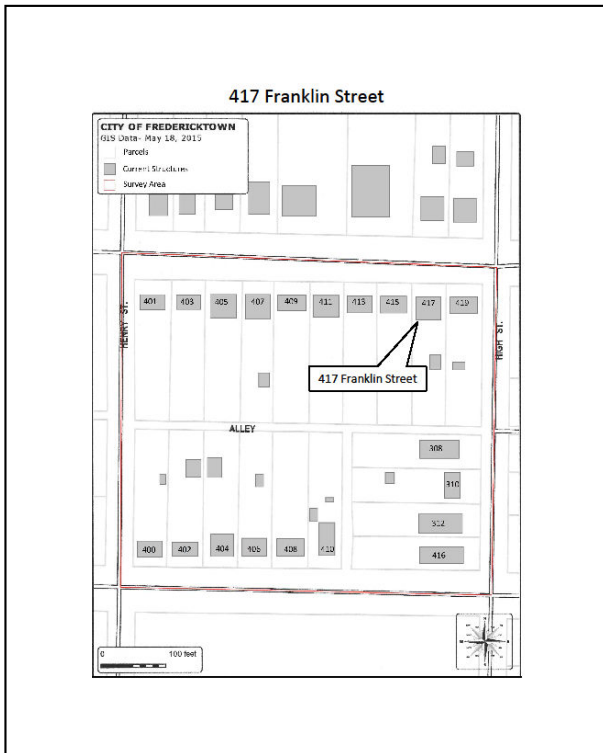 417 Franklin Street
CITY OF FREDERICKTOWN
GIS Data- May 18, 2015
Parcels
Current Structures
Survey Area
HENRY ST.
HIGH ST.
401 403 405 407 409 411 413 415 417 419
417 Franklin Street
ALLEY
308
310
312
400 402 404 406 408 410 416
0 100 feet